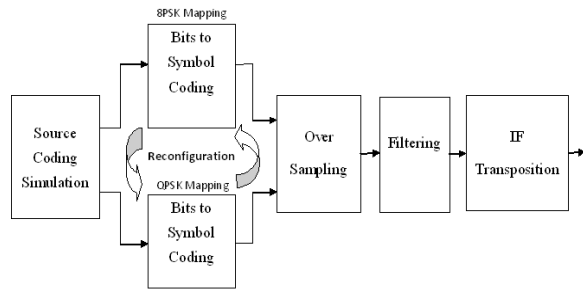 8PSK Mapping
Bits to
Symbol
Coding
Source
Coding
Simulation
Reconfiguration
Over
Sampling
Filtering
IF
Transposition
QPSK Mapping
Bits to
Symbol
Coding